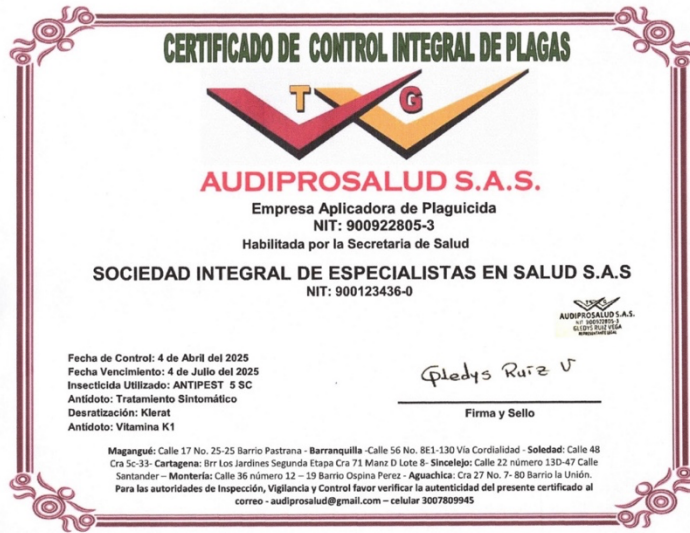 CERTIFICADO DE CONTROL INTEGRAL DE PLAGAS
T G
AUDIPROSALUD S.A.S.
Empresa Aplicadora de Plaguicida
NIT: 900922805-3
Habilitada por la Secretaria de Salud
SOCIEDAD INTEGRAL DE ESPECIALISTAS EN SALUD S.A.S
NIT: 900123436-0
AUDIPROSALUD S.A.S.
NIT 900922805-3
GLEDYS RUIZ VEGA
REPRESENTANTE LEGAL
Fecha de Control: 4 de Abril del 2025
Fecha Vencimiento: 4 de Julio del 2025
Insecticida Utilizado: ANTIPEST 5 SC
Antidoto: Tratamiento Sintomático
Desratización: Klerat
Antidoto: Vitamina K1
Gledys Ruiz V
Firma y Sello
Magangué: Calle 17 No. 25-25 Barrio Pastrana - Barranquilla -Calle 56 No. 8E1-130 Vía Cordialidad - Soledad: Calle 48
Cra 5c-33- Cartagena: Brr Los Jardines Segunda Etapa Cra 71 Manz D Lote 8- Sincelejo: Calle 22 número 13D-47 Calle
Santander – Montería: Calle 36 número 12 – 19 Barrio Ospina Perez - Aguachica: Cra 27 No. 7- 80 Barrio la Unión.
Para las autoridades de Inspección, Vigilancia y Control favor verificar la autenticidad del presente certificado al
correo - audiprosalud@gmail.com – celular 3007809945